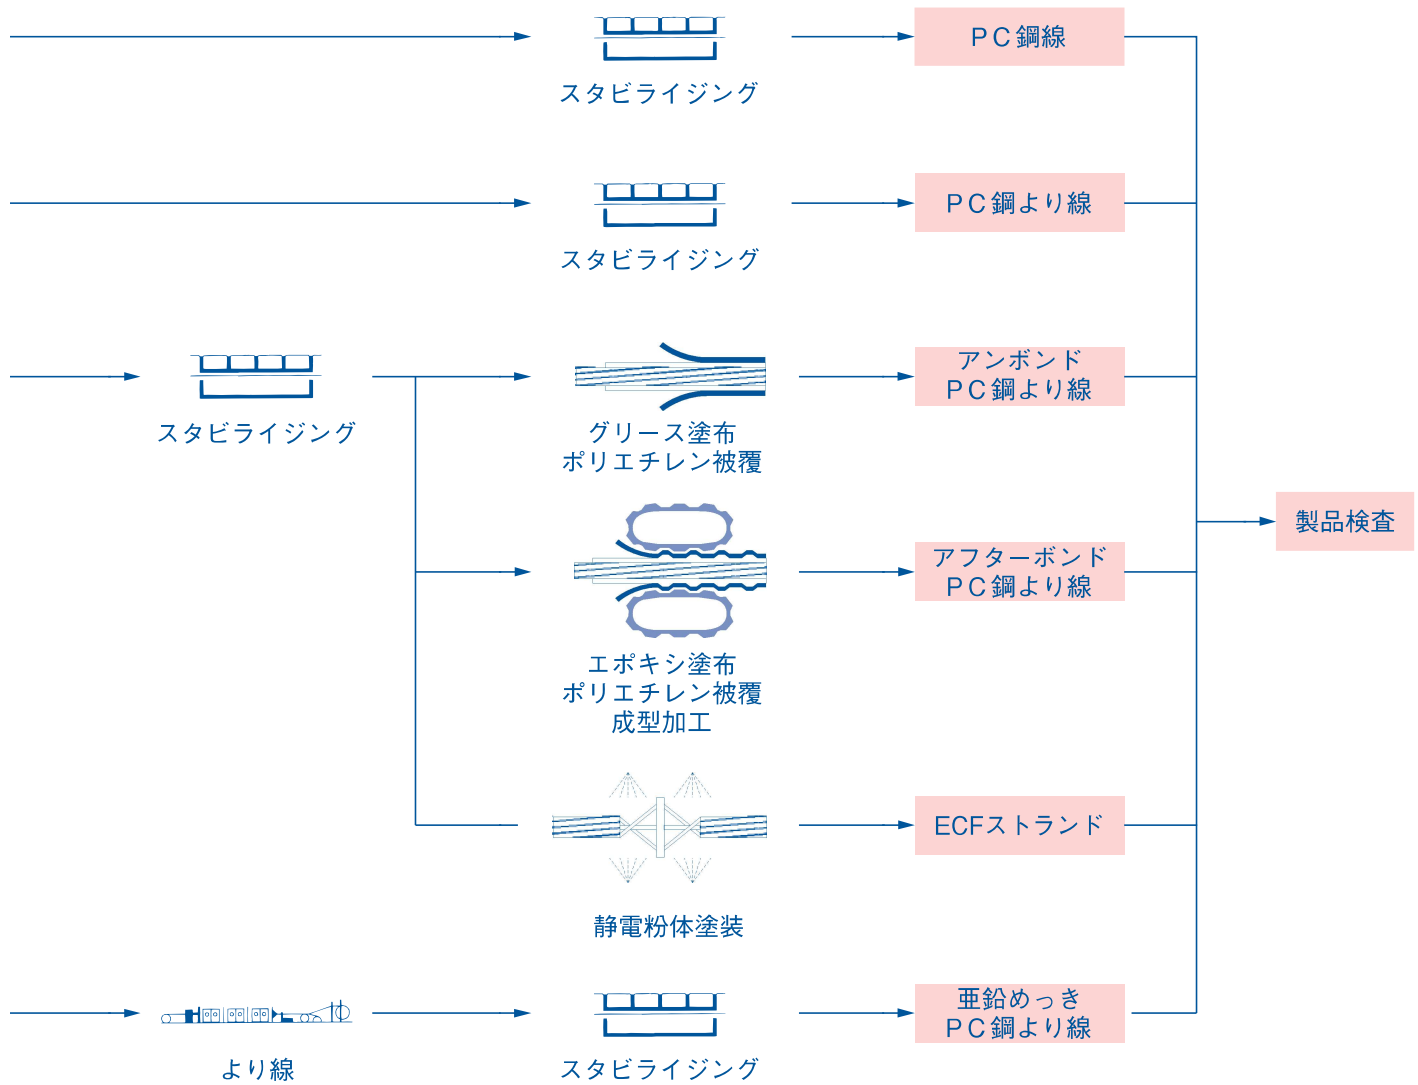 ＰＣ鋼線
スタビライジング
ＰＣ鋼より線
スタビライジング
アンボンド
ＰＣ鋼より線
スタビライジング
グリース塗布
ポリエチレン被覆
製品検査
アフターボンド
ＰＣ鋼より線
エポキシ塗布
ポリエチレン被覆
成型加工
ECFストランド
静電粉体塗装
亜鉛めっき
ＰＣ鋼より線
より線
スタビライジング